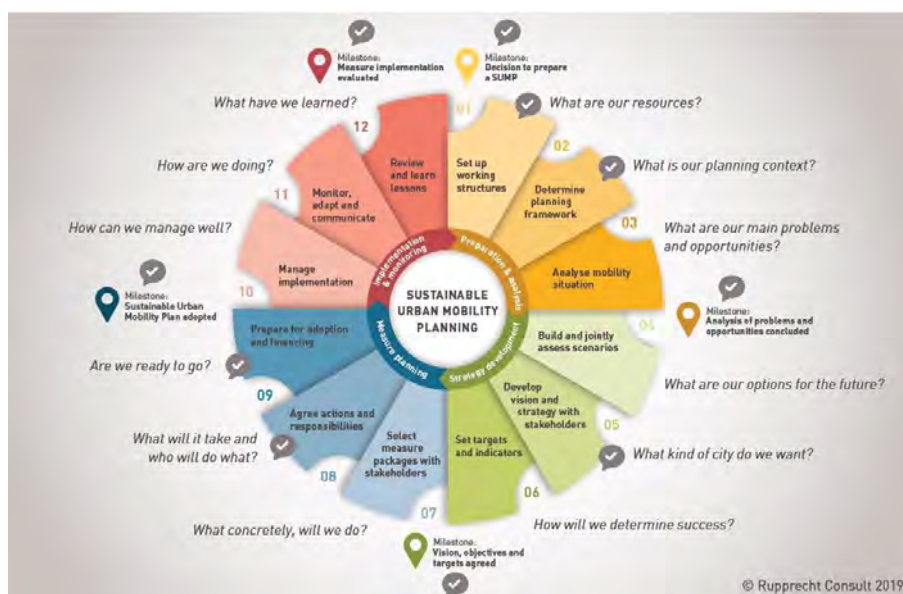 Milestone:
Measure implementation
evaluated
Milestone:
Decision to prepare
a SUMP
What have we learned?
What are our resources?
12
01
Review
and learn
lessons
Set up
working
structures
How are we doing?
02
What is our planning context?
11
Monitor,
adapt and
communicate
Determine
planning
framework
How can we manage well?
03
What are our main problems
and opportunities?
10
Manage
implementation
Analyse mobility
situation
Implementation
& monitoring
Preparation & analysis
SUSTAINABLE
URBAN MOBILITY
PLANNING
Measure planning
Strategy development
Milestone:
Sustainable Urban
Mobility Plan adopted
Milestone:
Analysis of problems and
opportunities concluded
Prepare for adoption
and financing
04
Build and jointly
assess scenarios
Are we ready to go?
09
What are our options for the future?
Agree actions and
responsibilities
Develop
vision and
strategy with
stakeholders
05
What will it take and
who will do what?
08
Select
measure
packages with
stakeholders
Set targets
and indicators
What kind of city do we want?
07
06
What concretely, will we do?
How will we determine success?
Milestone:
Vision, objectives and
targets agreed
© Rupprecht Consult 2019